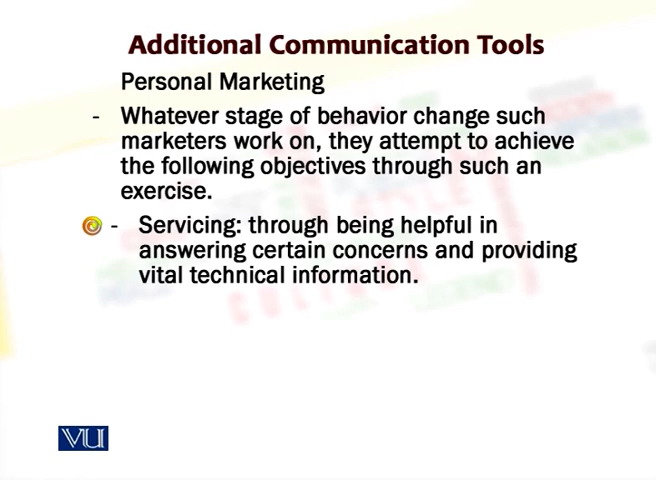 Additional Communication Tools
Personal Marketing
- Whatever stage of behavior change such
marketers work on, they attempt to achieve
the following objectives through such an
exercise.
- Servicing: through being helpful in
answering certain concerns and providing
vital technical information.
VU